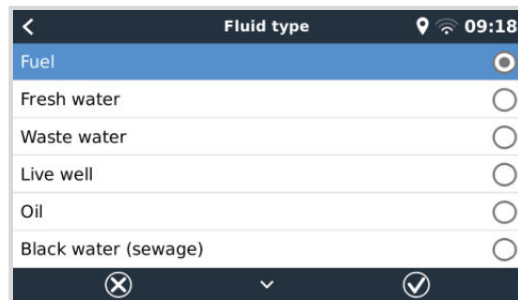 Fluid type 09:18
Fuel
Fresh water
Waste water
Live well
Oil
Black water (sewage)